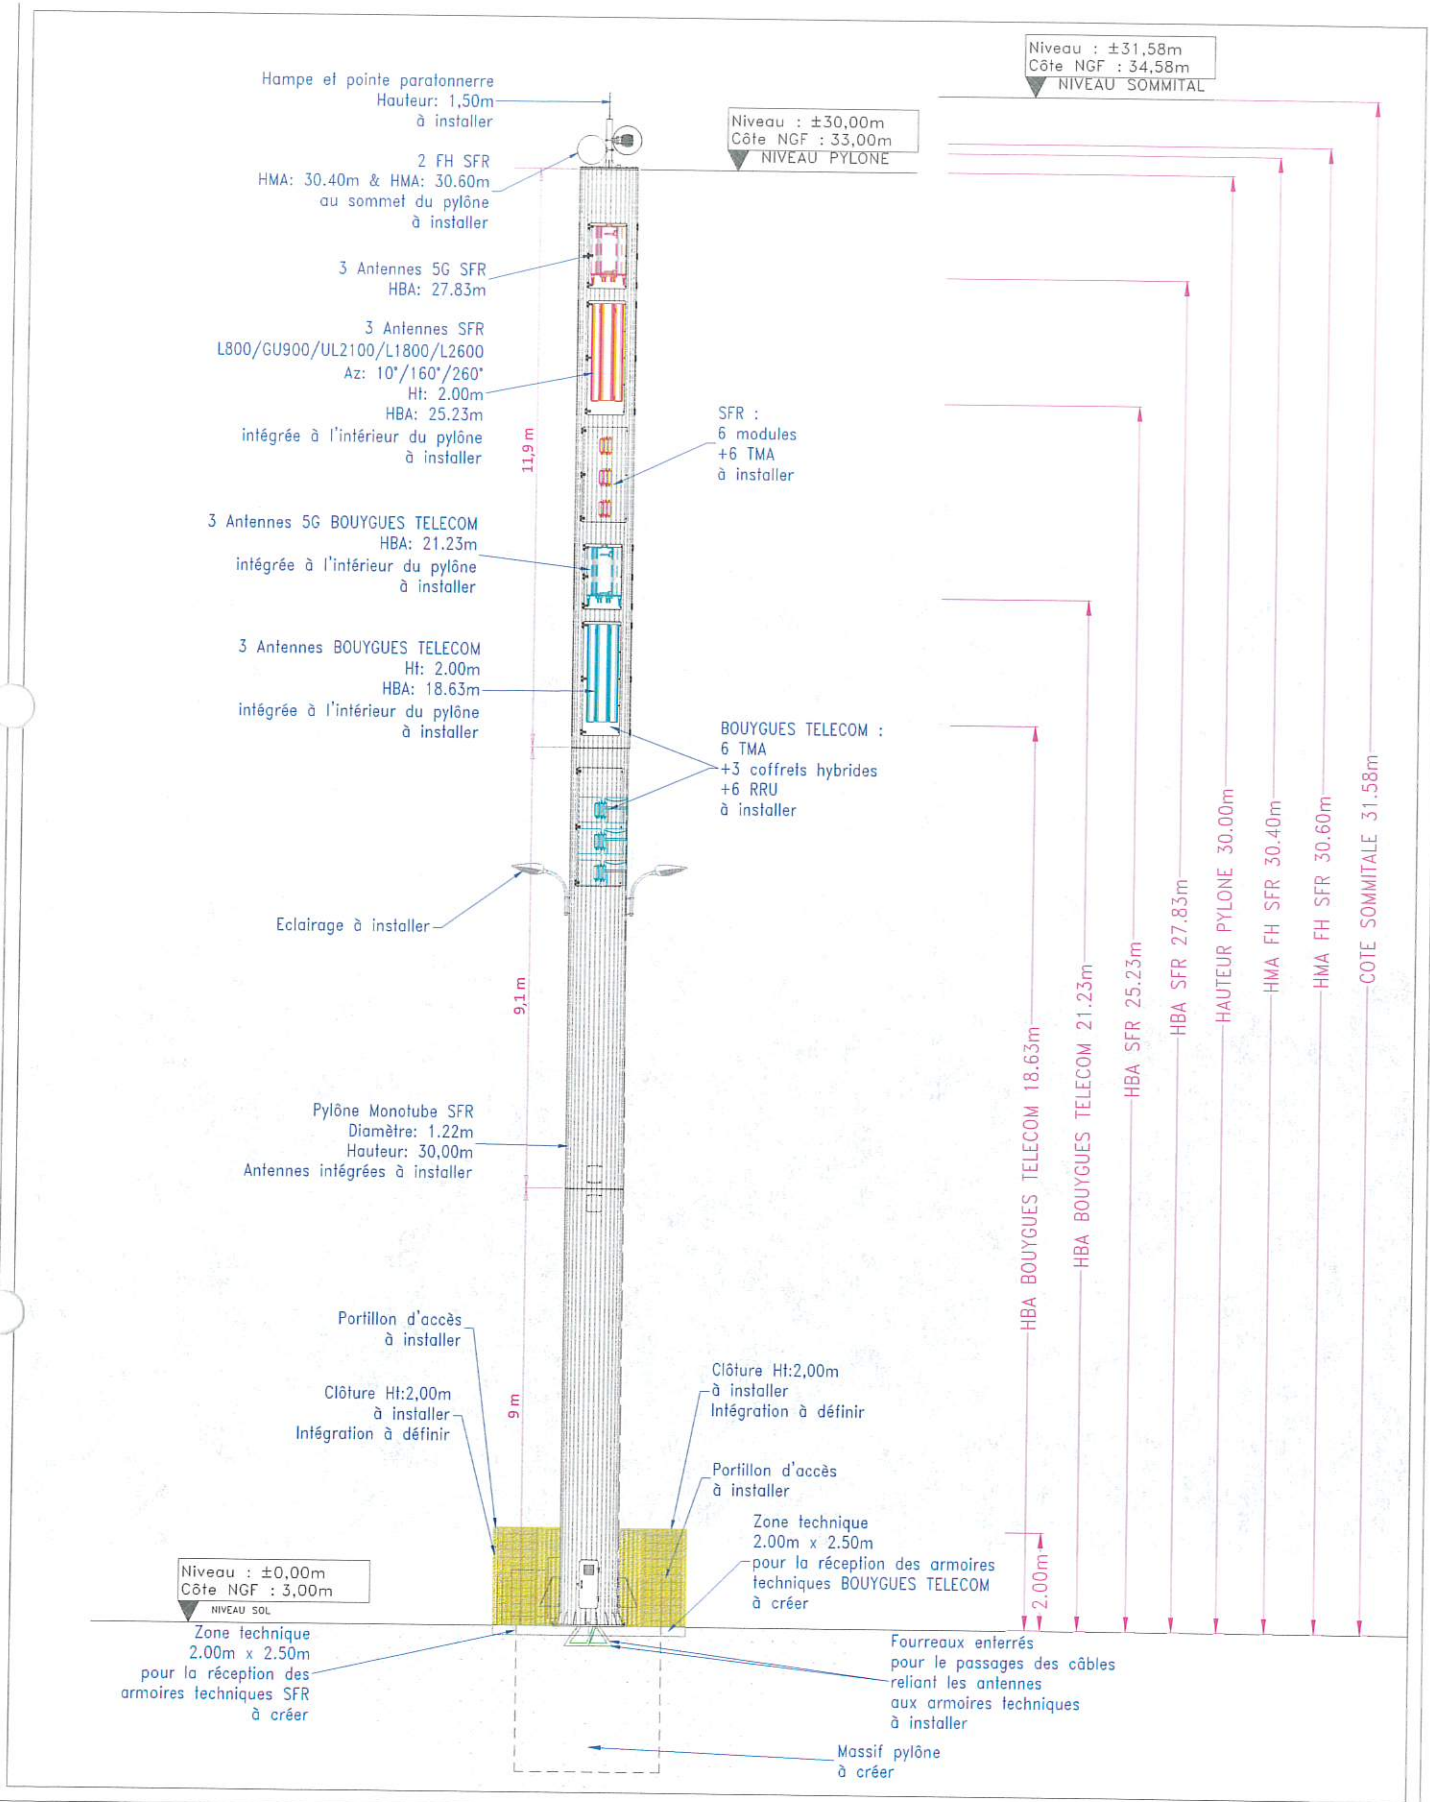 Niveau : ±31,58m
Côte NGF : 34,58m
NIVEAU SOMMITAL
Hampe et pointe paratonnerre
Hauteur: 1,50m
à installer
Niveau : ±30,00m
Côte NGF : 33,00m
NIVEAU PYLONE
2 FH SFR
HMA: 30.40m & HMA: 30.60m
au sommet du pylône
à installer
3 Antennes 5G SFR
HBA: 27.83m
3 Antennes SFR
L800/GU900/UL2100/L1800/L2600
Az: 10°/160°/260°
Ht: 2.00m
HBA: 25.23m
intégrée à l'intérieur du pylône
à installer
11,9 m
SFR :
6 modules
+6 TMA
à installer
3 Antennes 5G BOUYGUES TELECOM
HBA: 21.23m
intégrée à l'intérieur du pylône
à installer
3 Antennes BOUYGUES TELECOM
Ht: 2.00m
HBA: 18.63m
intégrée à l'intérieur du pylône
à installer
BOUYGUES TELECOM :
6 TMA
+3 coffrets hybrides
+6 RRU
à installer
Eclairage à installer
9,1 m
Pylône Monotube SFR
Diamètre: 1.22m
Hauteur: 30,00m
Antennes intégrées à installer
HBA BOUYGUES TELECOM 18.63m
HBA BOUYGUES TELECOM 21.23m
HBA SFR 25.23m
HBA SFR 27.83m
HAUTEUR PYLONE 30.00m
HMA FH SFR 30.40m
HMA FH SFR 30.60m
COTE SOMMITALE 31.58m
Portillon d'accès
à installer
Clôture Ht:2,00m
à installer
Intégration à définir
9 m
Clôture Ht:2,00m
à installer
Intégration à définir
Portillon d'accès
à installer
Zone technique
2.00m x 2.50m
pour la réception des armoires
techniques BOUYGUES TELECOM
à créer
2.00m
Niveau : ±0,00m
Côte NGF : 3,00m
NIVEAU SOL
Zone technique
2.00m x 2.50m
pour la réception des
armoires techniques SFR
à créer
Fourreaux enterrés
pour le passages des câbles
reliant les antennes
aux armoires techniques
à installer
Massif pylône
à créer